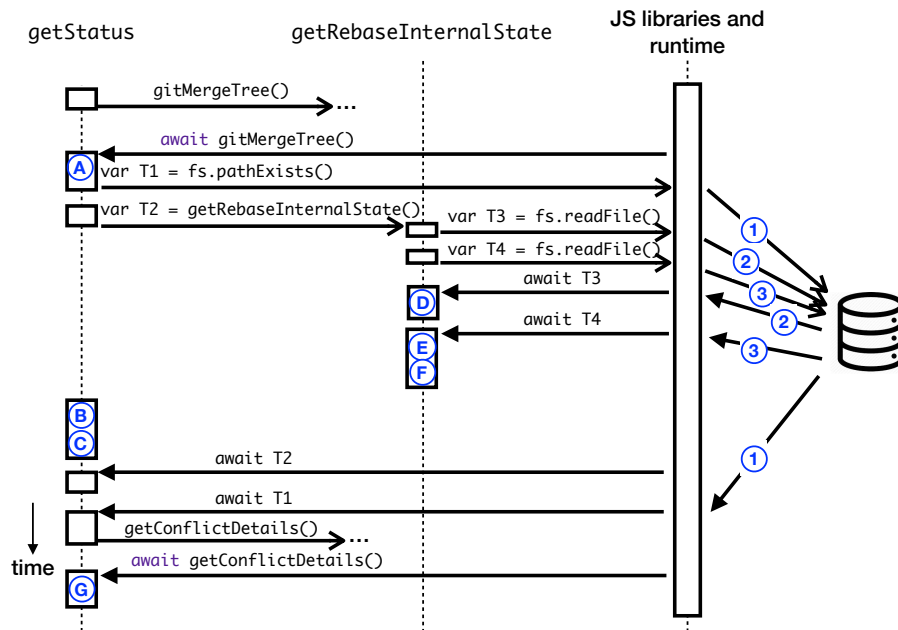 getStatus
getRebaseInternalState
JS libraries and
runtime
gitMergeTree()
...
await gitMergeTree()
A
var T1 = fs.pathExists()
var T2 = getRebaseInternalState()
var T3 = fs.readFile()
1
var T4 = fs.readFile()
2
await T3
3
D
2
await T4
E
3
F
B
C
await T2
1
await T1
getConflictDetails()
...
time
await getConflictDetails()
G